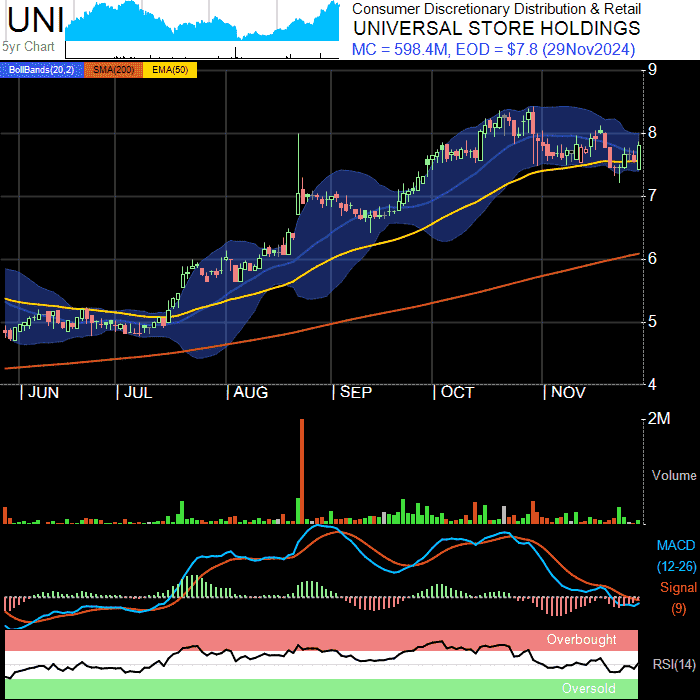 UNI
5yr Chart
Consumer Discretionary Distribution & Retail
UNIVERSAL STORE HOLDINGS
MC = 598.4M, EOD = $7.8 (29Nov2024)
BollBands(20,2) SMA(200) EMA(50)
9
8
7
6
5
4
JUN JUL AUG SEP OCT NOV
2M
Volume
MACD
(12-26)
Signal
(9)
Overbought
RSI(14)
Oversold